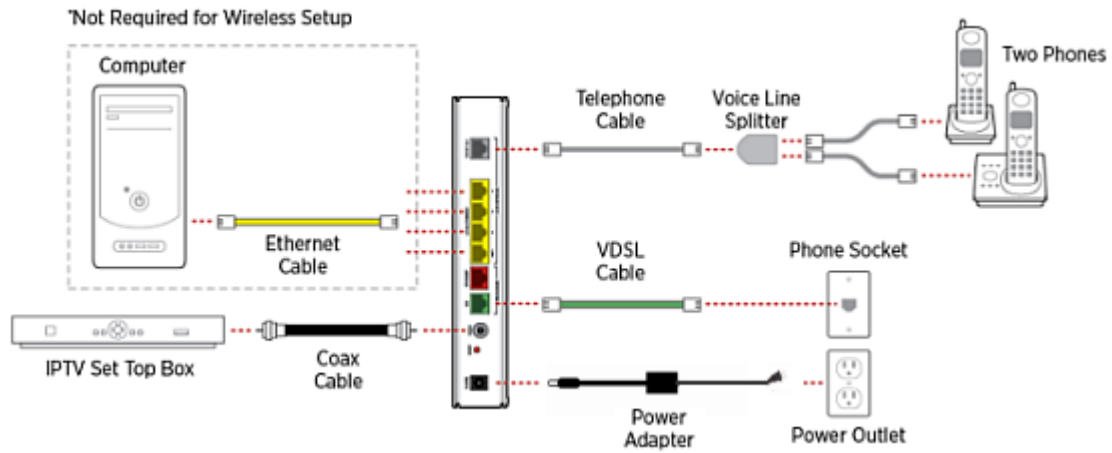 *Not Required for Wireless Setup
Computer
Ethernet
Cable
IPTV Set Top Box
Coax
Cable
Telephone
Cable
Voice Line
Splitter
Two Phones
VDSL
Cable
Phone Socket
Power
Adapter
Power Outlet